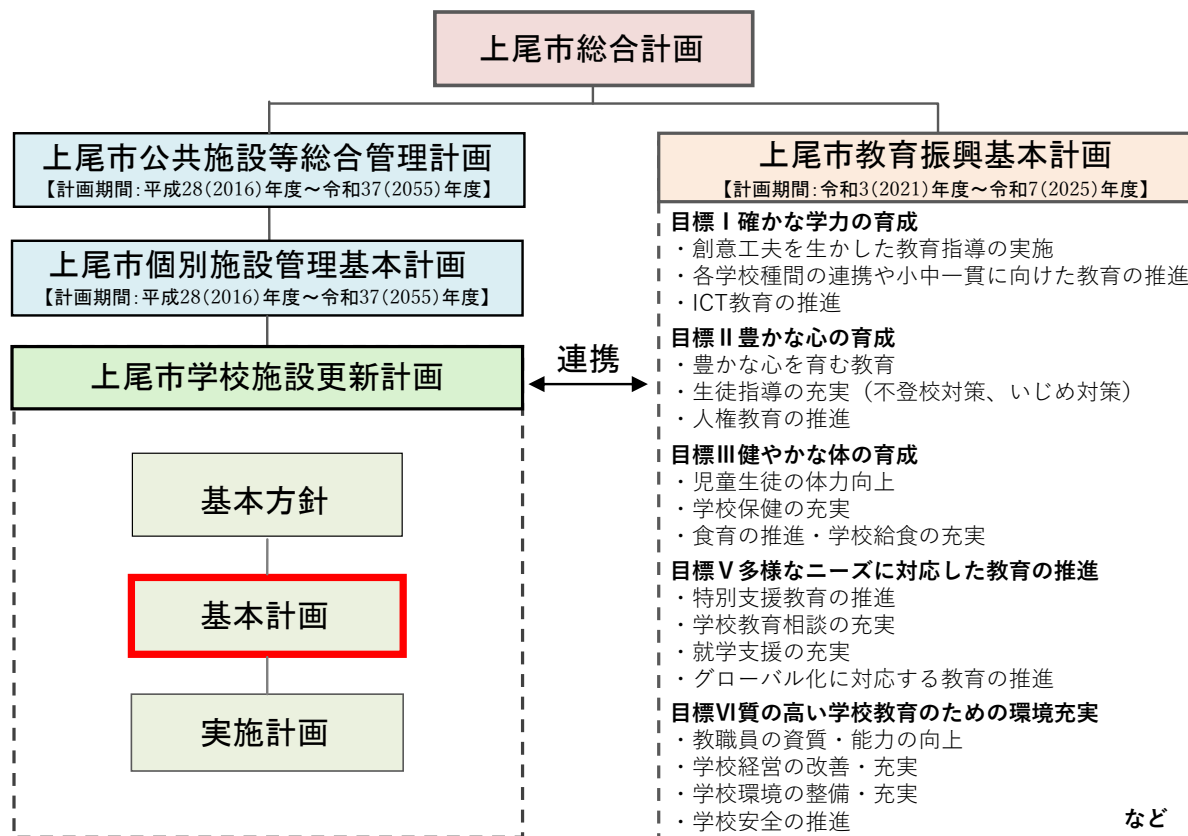 上尾市総合計画
上尾市公共施設等総合管理計画
【計画期間:平成28(2016)年度～令和37(2055)年度】
上尾市個別施設管理基本計画
【計画期間:平成28(2016)年度～令和37(2055)年度】
上尾市学校施設更新計画
基本方針
基本計画
実施計画
連携
上尾市教育振興基本計画
【計画期間:令和3(2021)年度～令和7(2025)年度】
目標Ⅰ確かな学力の育成
・創意工夫を生かした教育指導の実施
・各学校種間の連携や小中一貫に向けた教育の推進
・ICT教育の推進
目標Ⅱ豊かな心の育成
・豊かな心を育む教育
・生徒指導の充実（不登校対策、いじめ対策）
・人権教育の推進
目標Ⅲ健やかな体の育成
・児童生徒の体力向上
・学校保健の充実
・食育の推進・学校給食の充実
目標Ⅴ多様なニーズに対応した教育の推進
・特別支援教育の推進
・学校教育相談の充実
・就学支援の充実
・グローバル化に対応する教育の推進
目標Ⅵ質の高い学校教育のための環境充実
・教職員の資質・能力の向上
・学校経営の改善・充実
・学校環境の整備・充実
・学校安全の推進
など